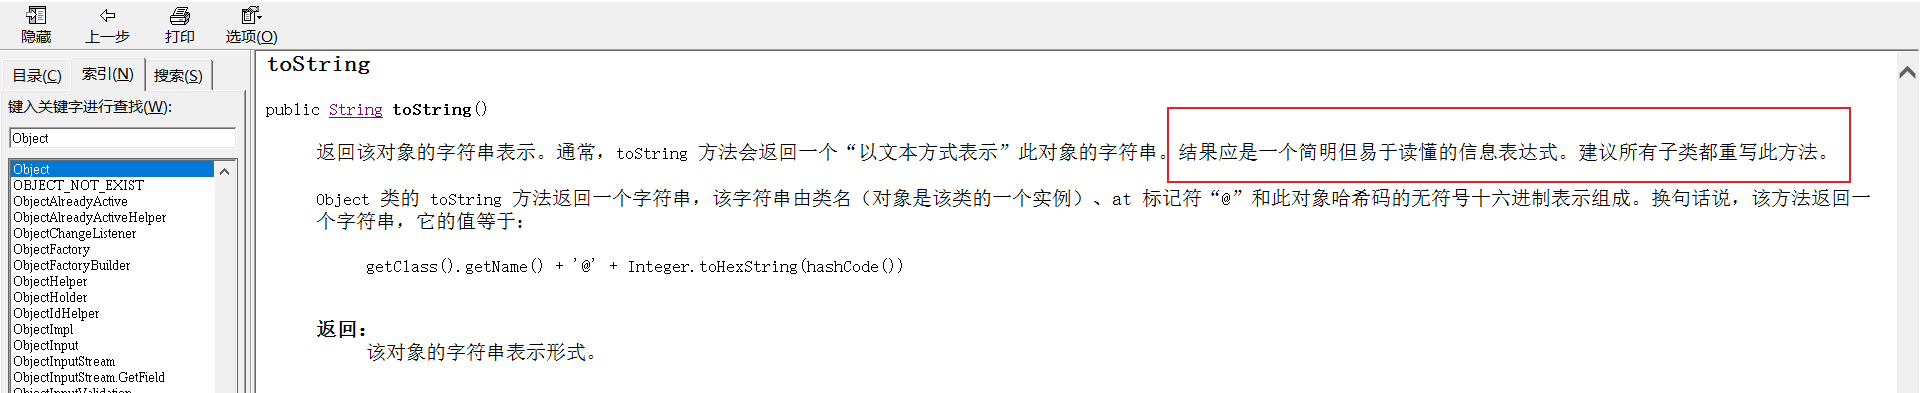 隐藏 上一步 打印 选项(O)
目录(C) 索引(N) 搜索(S)
键入关键字进行查找(W):
Object
Object
OBJECT_NOT_EXIST
ObjectAlreadyActive
ObjectAlreadyActiveHelper
ObjectChangeListener
ObjectFactory
ObjectFactoryBuilder
ObjectHelper
ObjectHolder
ObjectIdHelper
ObjectImpl
ObjectInput
ObjectInputStream
ObjectInputStream.GetField
ObjectInputValidation
toString
public String toString()
返回该对象的字符串表示。通常，toString 方法会返回一个“以文本方式表示”此对象的字符串。结果应是一个简明但易于读懂的信息表达式。建议所有子类都重写此方法。
Object 类的 toString 方法返回一个字符串，该字符串由类名（对象是该类的一个实例）、at 标记符“@”和此对象哈希码的无符号十六进制表示组成。换句话说，该方法返回一
个字符串，它的值等于：
getClass().getName() + '@' + Integer.toHexString(hashCode())
返回：
该对象的字符串表示形式。